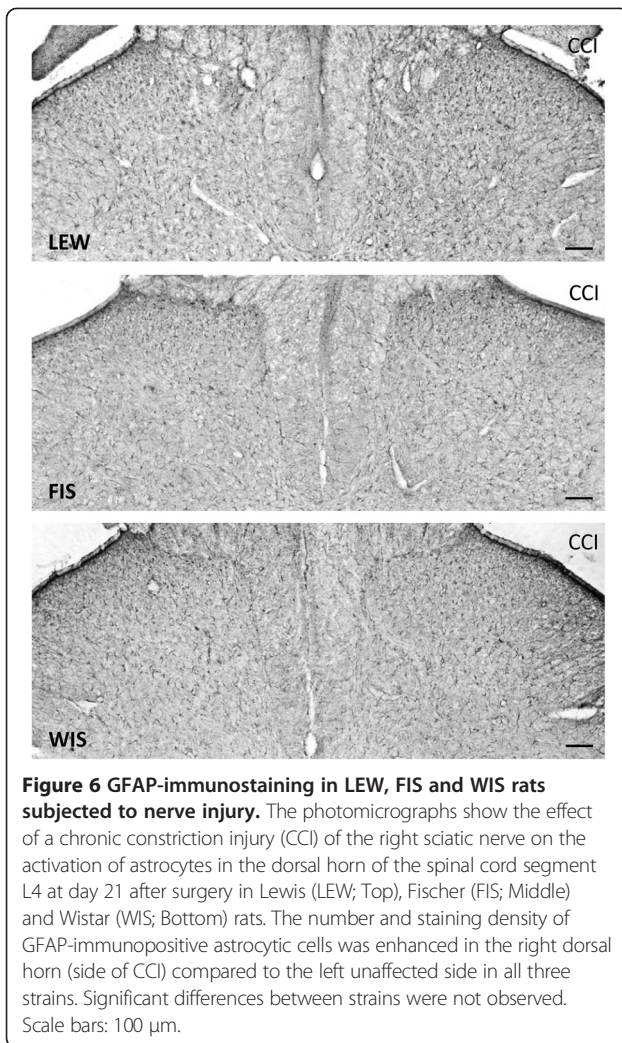 CCI
LEW
CCI
FIS
CCI
WIS
Figure 6 GFAP-immunostaining in LEW, FIS and WIS rats
subjected to nerve injury. The photomicrographs show the effect
of a chronic constriction injury (CCI) of the right sciatic nerve on the
activation of astrocytes in the dorsal horn of the spinal cord segment
L4 at day 21 after surgery in Lewis (LEW; Top), Fischer (FIS; Middle)
and Wistar (WIS; Bottom) rats. The number and staining density of
GFAP-immunopositive astrocytic cells was enhanced in the right dorsal
horn (side of CCI) compared to the left unaffected side in all three
strains. Significant differences between strains were not observed.
Scale bars: 100 μm.